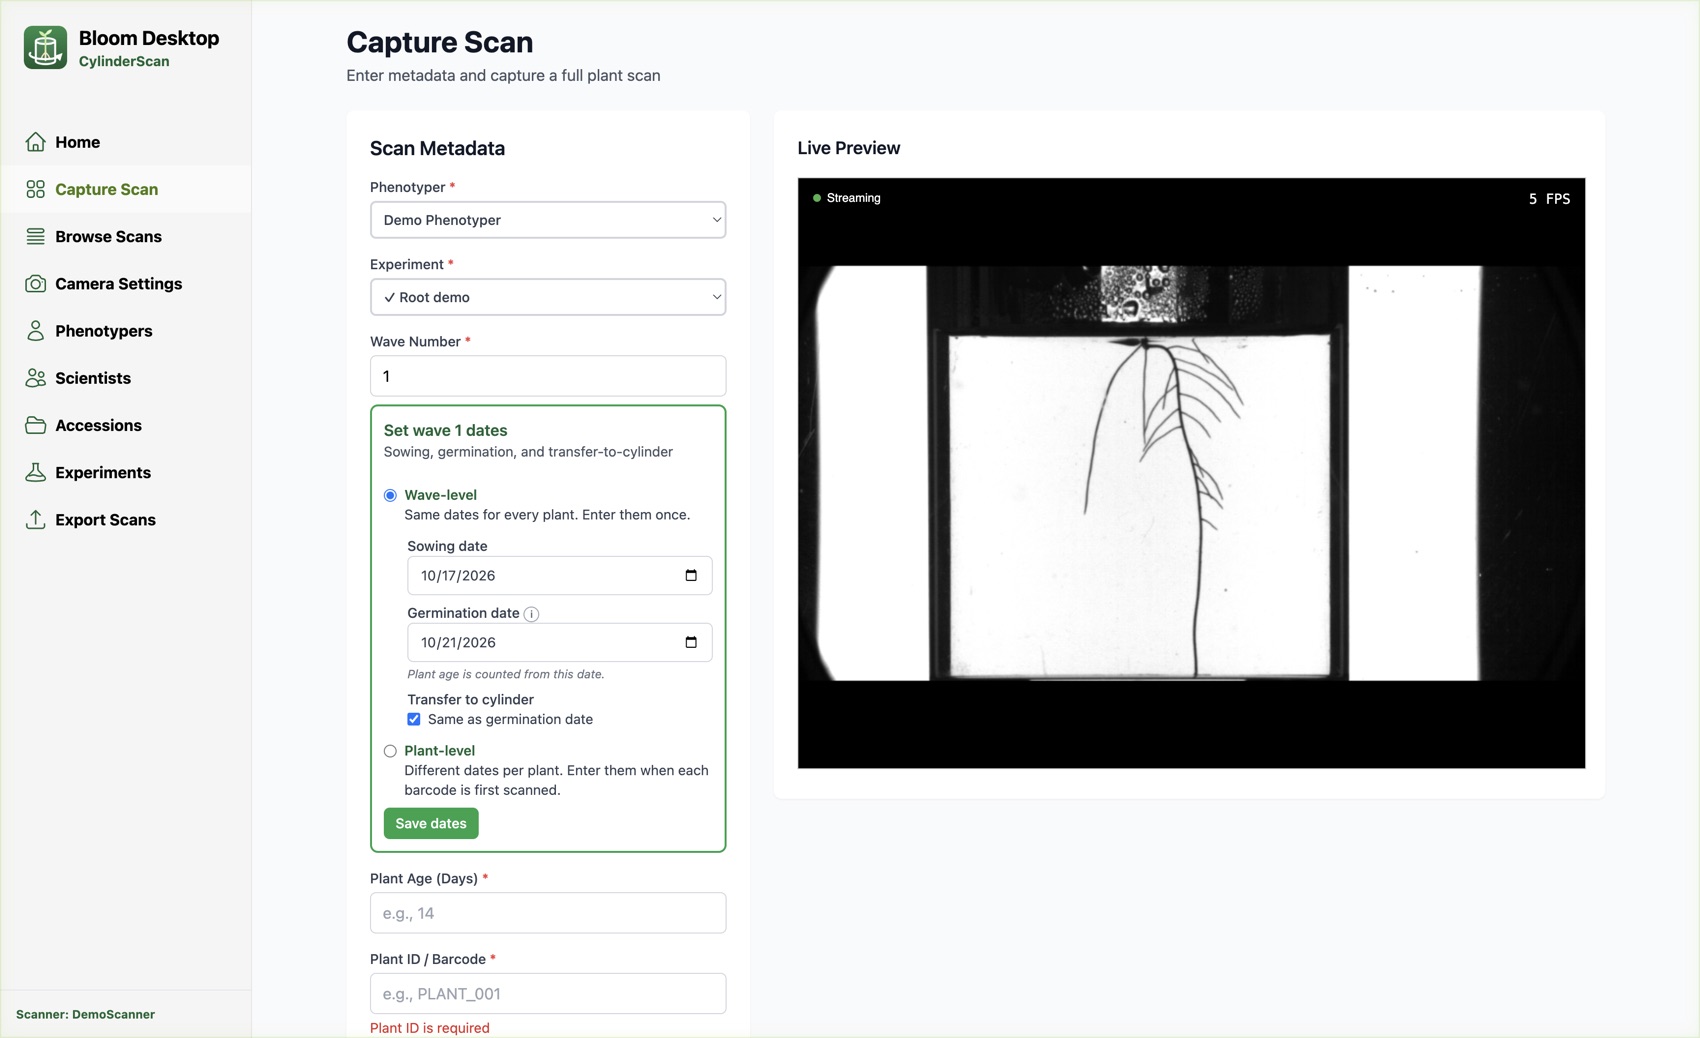 Bloom Desktop
CylinderScan
Home
Capture Scan
Browse Scans
Camera Settings
Phenotypers
Scientists
Accessions
Experiments
Export Scans
Scanner: DemoScanner
Capture Scan
Enter metadata and capture a full plant scan
Scan Metadata
Phenotyper *
Demo Phenotyper
Experiment *
✓ Root demo
Wave Number *
1
Set wave 1 dates
Sowing, germination, and transfer-to-cylinder
Wave-level
Same dates for every plant. Enter them once.
Sowing date
10/17/2026
Germination date i
10/21/2026
Plant age is counted from this date.
Transfer to cylinder
Same as germination date
Plant-level
Different dates per plant. Enter them when each
barcode is first scanned.
Save dates
Plant Age (Days) *
e.g., 14
Plant ID / Barcode *
e.g., PLANT_001
Plant ID is required
Live Preview
Streaming
5 FPS